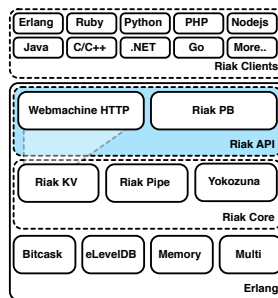 Erlang Ruby Python PHP Nodejs
Java C/C++ .NET Go More..
Riak Clients
Webmachine HTTP Riak PB
Riak API
Riak KV Riak Pipe Yokozuna
Riak Core
Bitcask eLevelDB Memory Multi
Erlang